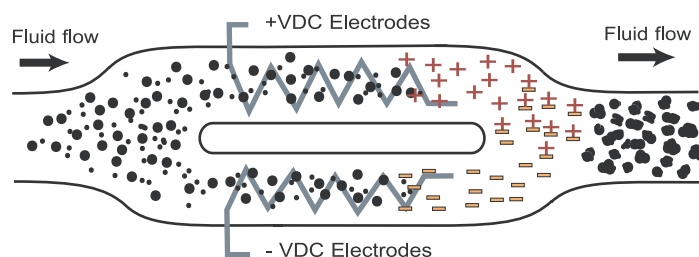 +VDC Electrodes
Fluid flow
Fluid flow
- VDC Electrodes